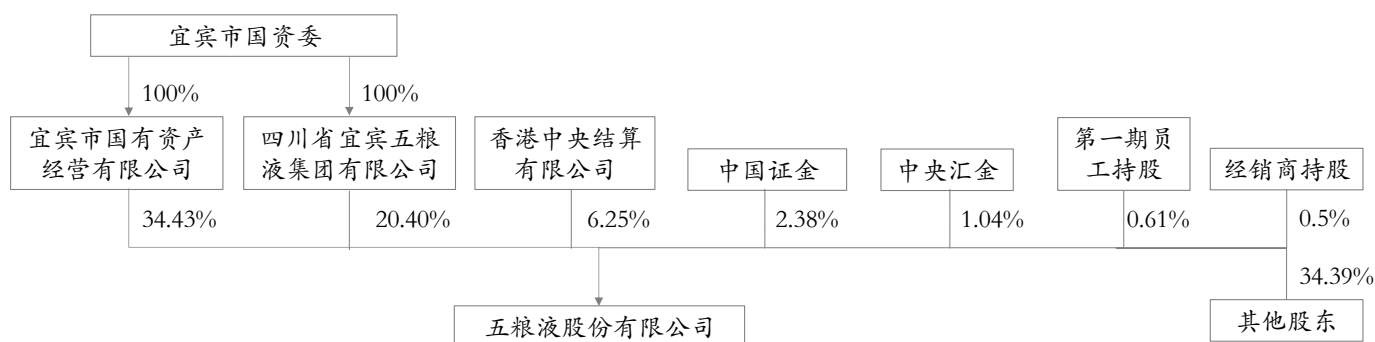 宜宾市国资委
100%
100%
宜宾市国有资产
经营有限公司
四川省宜宾五粮
液集团有限公司
香港中央结算
有限公司
中国证金
中央汇金
第一期员
工持股
经销商持股
34.43%
20.40%
6.25%
2.38%
1.04%
0.61%
0.5%
34.39%
五粮液股份有限公司
其他股东